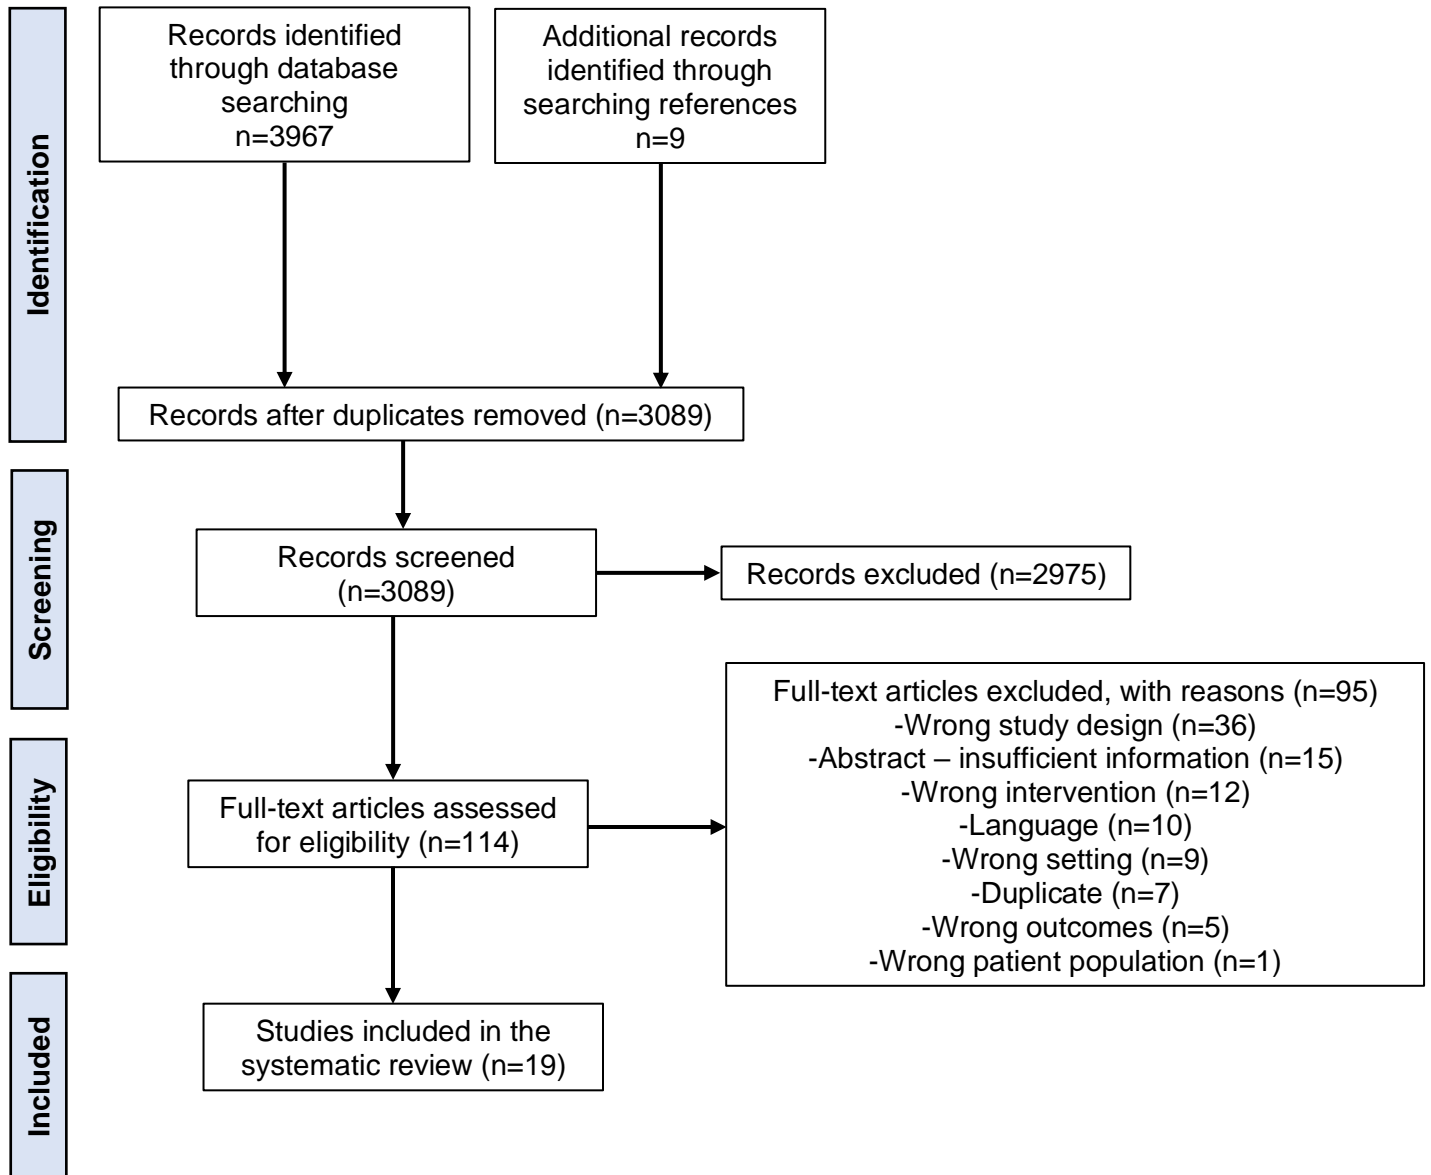 Identification
Records identified
through database
searching
n=3967
Additional records
identified through
searching references
n=9
Records after duplicates removed (n=3089)
Screening
Records screened
(n=3089)
Records excluded (n=2975)
Eligibility
Full-text articles assessed
for eligibility (n=114)
Full-text articles excluded, with reasons (n=95)
-Wrong study design (n=36)
-Abstract – insufficient information (n=15)
-Wrong intervention (n=12)
-Language (n=10)
-Wrong setting (n=9)
-Duplicate (n=7)
-Wrong outcomes (n=5)
-Wrong patient population (n=1)
Included
Studies included in the
systematic review (n=19)